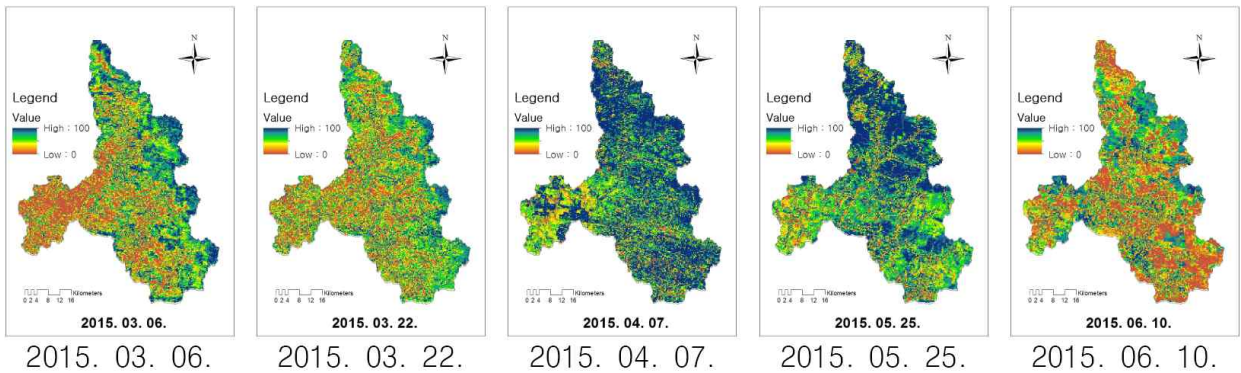 N
Legend
Value
High : 100
Low : 0
0 2 4 8 12 16 Kilometers
2015. 03. 06.
2015. 03. 06.
N
Legend
Value
High : 100
Low : 0
0 2 4 8 12 16 Kilometers
2015. 03. 22.
2015. 03. 22.
N
Legend
Value
High : 100
Low : 0
0 2 4 8 12 16 Kilometers
2015. 04. 07.
2015. 04. 07.
N
Legend
Value
High : 100
Low : 0
0 2 4 8 12 16 Kilometers
2015. 05. 25.
2015. 05. 25.
N
Legend
Value
High : 100
Low : 0
0 2 4 8 12 16 Kilometers
2015. 06. 10.
2015. 06. 10.